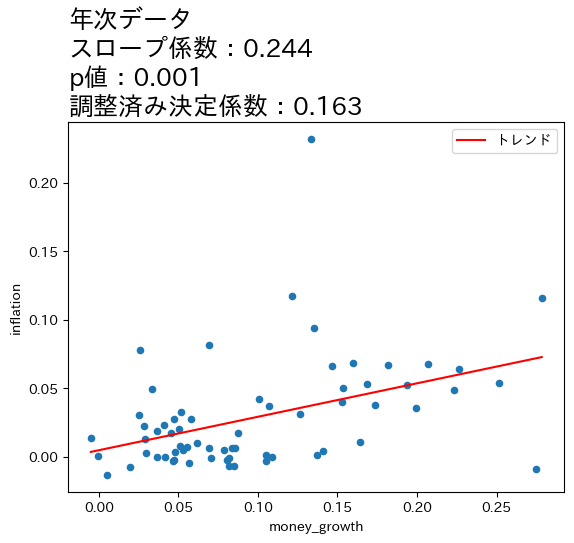 年次データ
スロープ係数：0.244
p値：0.001
調整済み決定係数：0.163
トレンド
0.20
0.15
0.10
0.05
0.00
inflation
0.00
0.05
0.10
0.15
0.20
0.25
money_growth